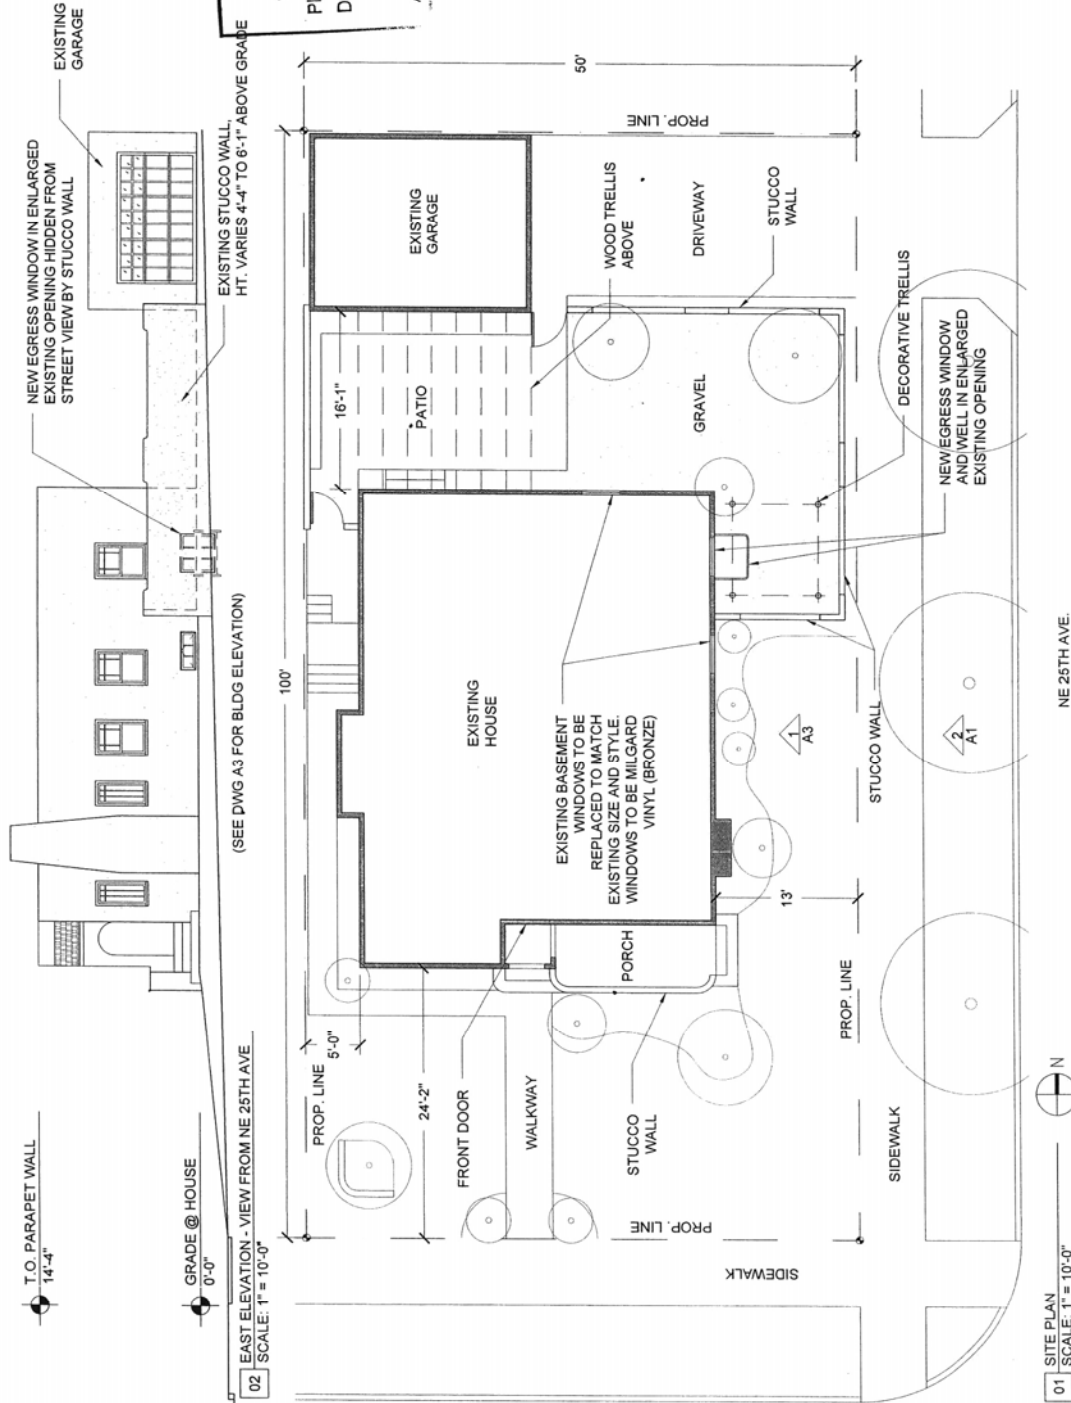 EXISTING
GARAGE
NEW EGRESS WINDOW IN ENLARGED
EXISTING OPENING HIDDEN FROM
STREET VIEW BY STUCCO WALL
EXISTING STUCCO WALL,
HT. VARIES 4'-4" TO 6'-1" ABOVE GRADE
T.O. PARAPET WALL
14'-4"
GRADE @ HOUSE
0'-0"
(SEE DWG A3 FOR BLDG ELEVATION)
02
EAST ELEVATION - VIEW FROM NE 25TH AVE
SCALE: 1" = 10'-0"
100'
50'
PROP. LINE
5'-0"
24'-2"
16'-1"
13'
EXISTING
GARAGE
PROP. LINE
DRIVEWAY
WOOD TRELLIS
ABOVE
STUCCO
WALL
PATIO
GRAVEL
DECORATIVE TRELLIS
NEW EGRESS WINDOW
AND WELL IN ENLARGED
EXISTING OPENING
EXISTING
HOUSE
EXISTING BASEMENT
WINDOWS TO BE
REPLACED TO MATCH
EXISTING SIZE AND STYLE.
WINDOWS TO BE MILGARD
VINYL (BRONZE)
STUCCO WALL
1
A3
2
A1
PORCH
FRONT DOOR
WALKWAY
STUCCO
WALL
PROP. LINE
PROP. LINE
SIDEWALK
SIDEWALK
NE 25TH AVE.
N
01
SITE PLAN
SCALE: 1" = 10'-0"